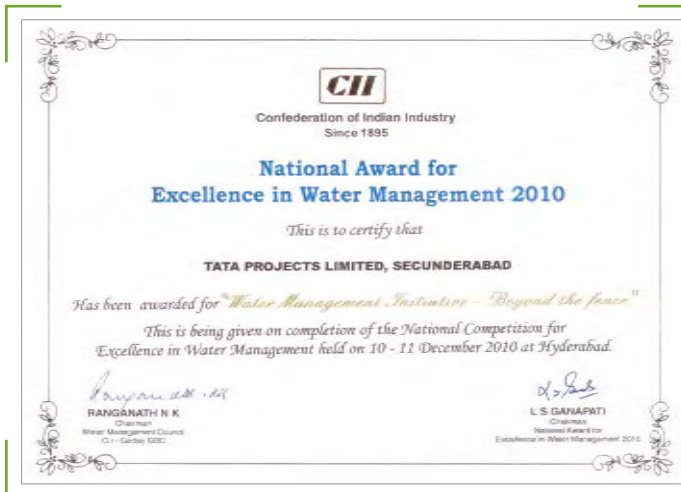 CII
Confederation of Indian Industry
Since 1895
National Award for
Excellence in Water Management 2010
This is to certify that
TATA PROJECTS LIMITED, SECUNDERABAD
Has been awarded for "Water Management Initiative - Beyond the fence"
This is being given on completion of the National Competition for
Excellence in Water Management held on 10 - 11 December 2010 at Hyderabad.
RANGANATH N K
Chairman
Water Management Council
CII - Godrej GBC
L S GANAPATI
Chairman
National Award for
Excellence in Water Management 2010